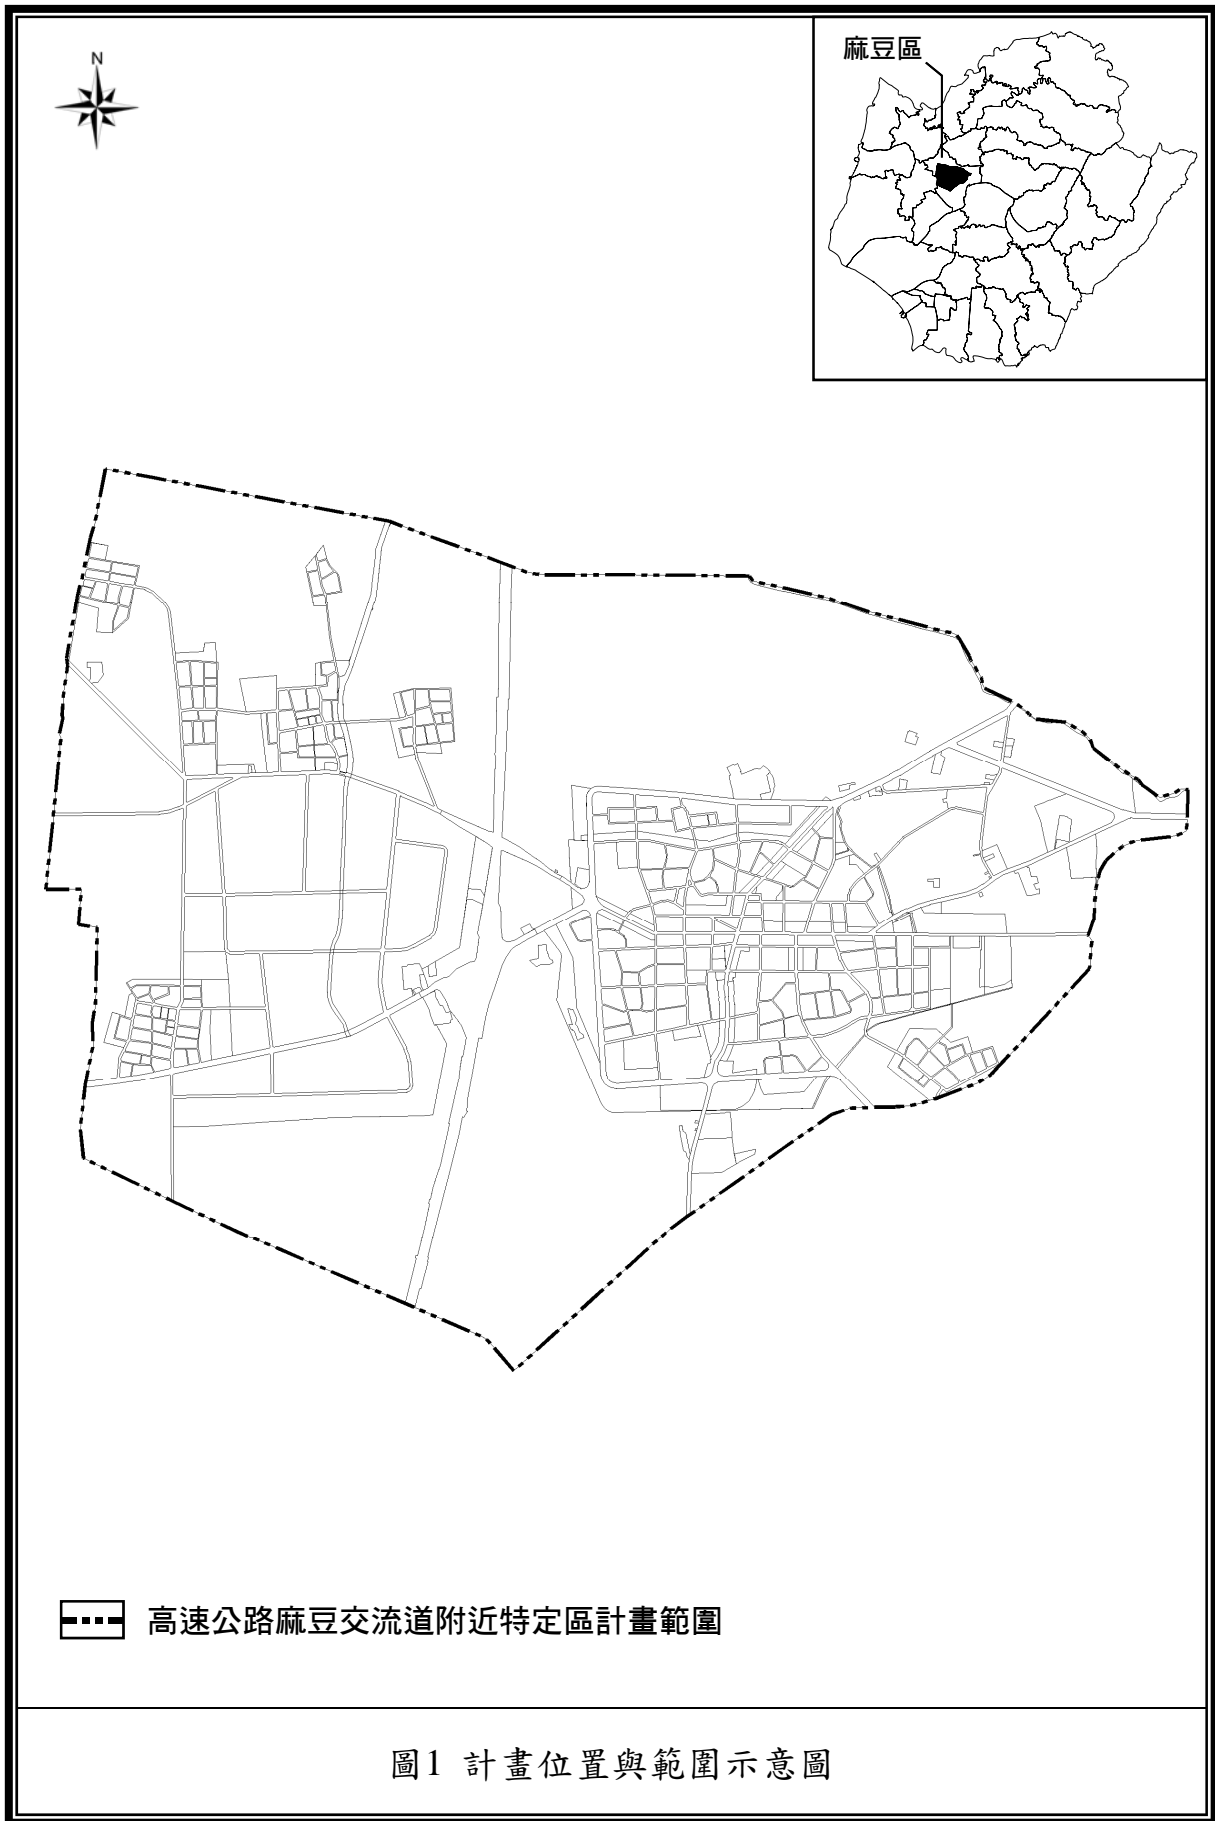 N
麻豆區
高速公路麻豆交流道附近特定區計畫範圍
圖1 計畫位置與範圍示意圖